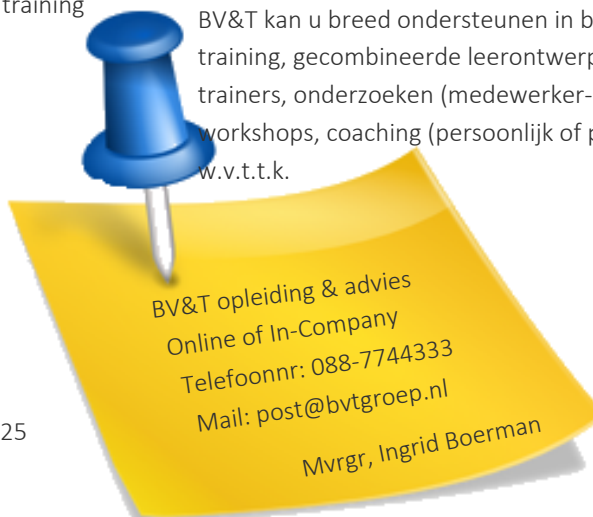 training
BV&T kan u breed ondersteunen in b
training, gecombineerde leerontwerp
trainers, onderzoeken (medewerker-
workshops, coaching (persoonlijk of p
w.v.t.t.k.
BV&T opleiding & advies
Online of In-Company
Telefoonnr: 088-7744333
Mail: post@bvtgroep.nl
25
Mvrgr, Ingrid Boerman